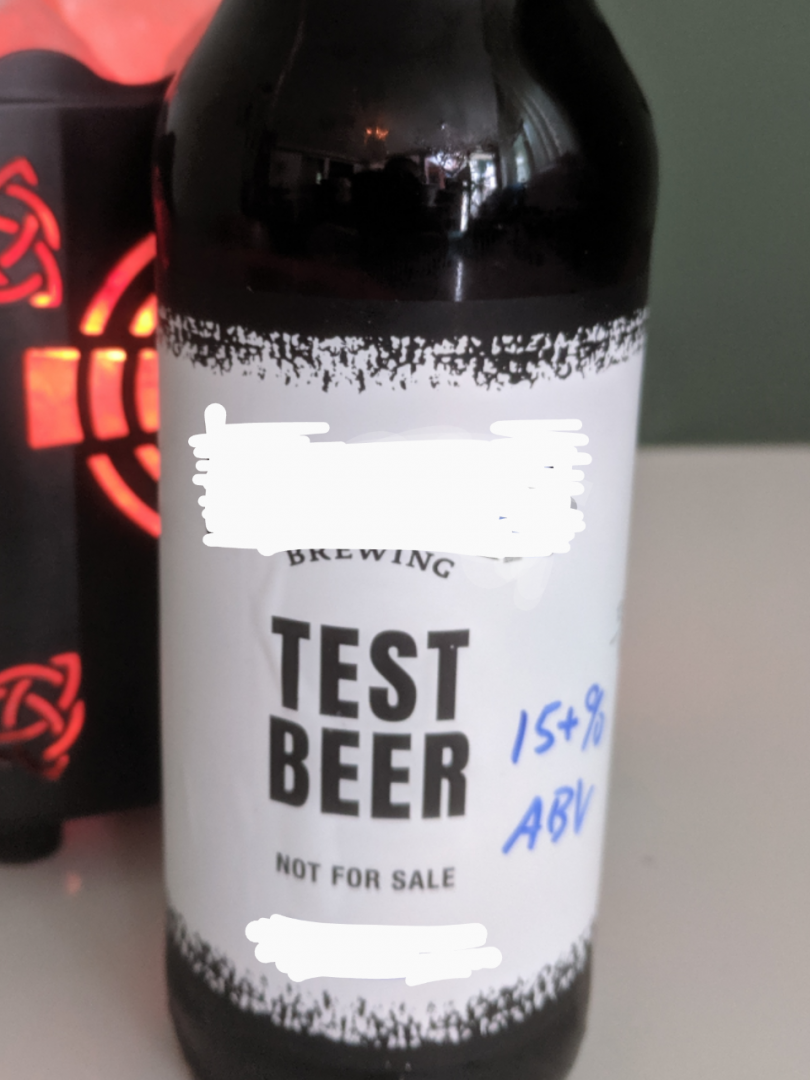 BREWING
TEST
BEER
15+%
ABV
NOT FOR SALE